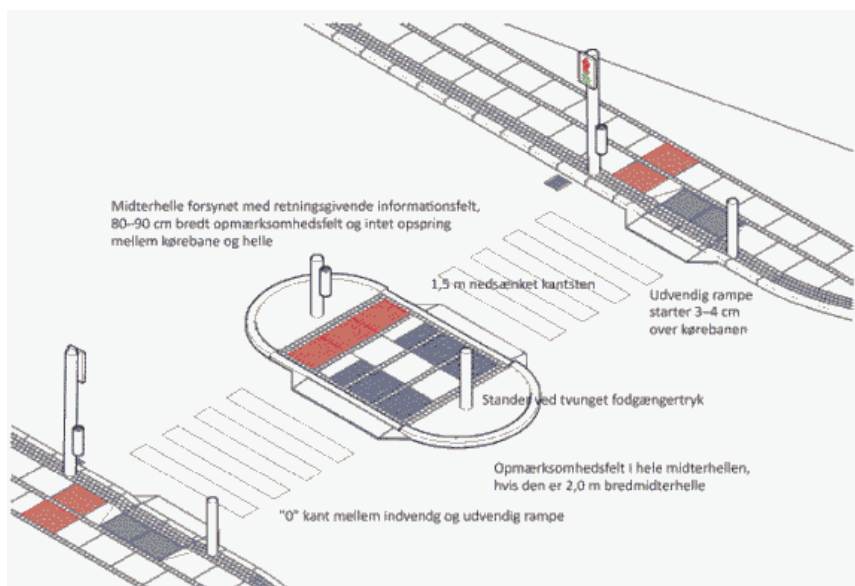 Midterhelle forsynet med retningsgivende informationsfelt,
80–90 cm bredt opmærksomhedsfelt og intet opspring
mellem kørebane og helle
1,5 m nedsænket kantsten
Udvendig rampe
starter 3–4 cm
over kørebanen
Stander ved tvunget fodgængertryk
Opmærksomhedsfelt i hele midterhellen,
hvis den er 2,0 m bredmidterhelle
"0" kant mellem indvendg og udvendig rampe